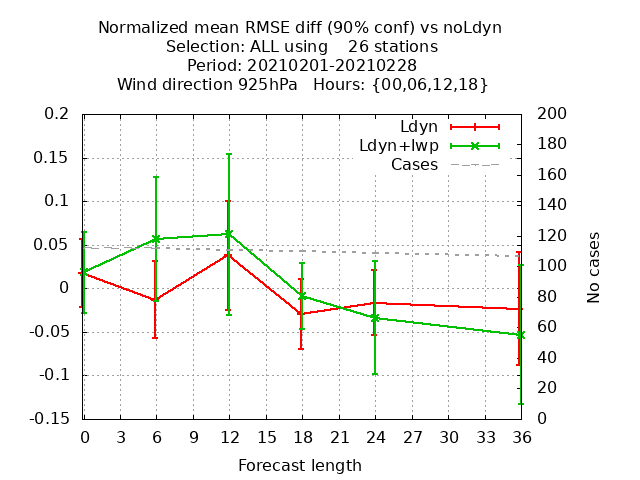 Normalized mean RMSE diff (90% conf) vs noLdyn
Selection: ALL using    26 stations
Period: 20210201-20210228
Wind direction 925hPa   Hours: {00,06,12,18}
Ldyn
Ldyn+lwp
Cases
0.2
0.15
0.1
0.05
0
-0.05
-0.1
-0.15
200
180
160
140
120
100
80
60
40
20
0
No cases
0 3 6 9 12 15 18 21 24 27 30 33 36
Forecast length